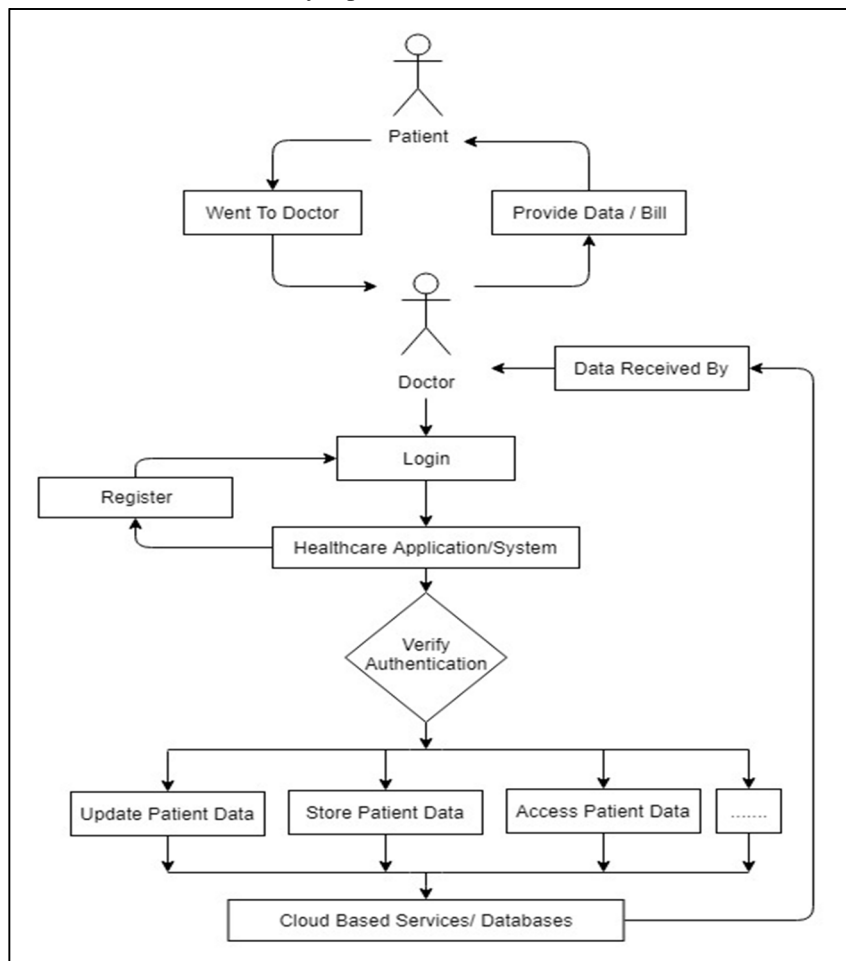 Patient
Went To Doctor
Provide Data / Bill
Data Received By
Doctor
Login
Register
Healthcare Application/System
Verify
Authentication
Update Patient Data
Store Patient Data
Access Patient Data
.......
Cloud Based Services/ Databases